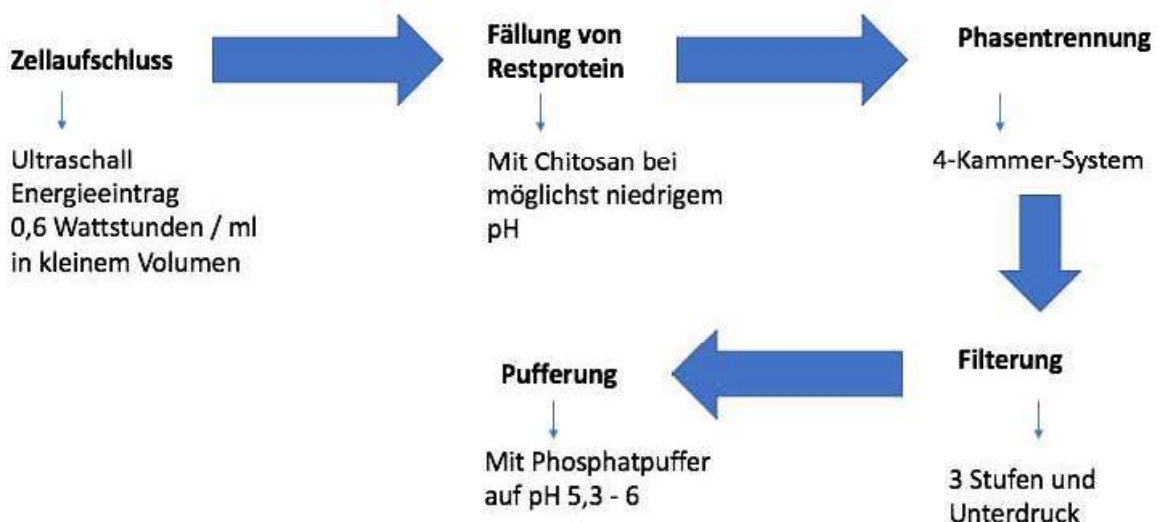 Zellaufschluss
Ultraschall
Energieeintrag
0,6 Wattstunden / ml
in kleinem Volumen
Fällung von
Restprotein
Mit Chitosan bei
möglichst niedrigem
pH
Phasentrennung
4-Kammer-System
Filterung
3 Stufen und
Unterdruck
Pufferung
Mit Phosphatpuffer
auf pH 5,3 - 6